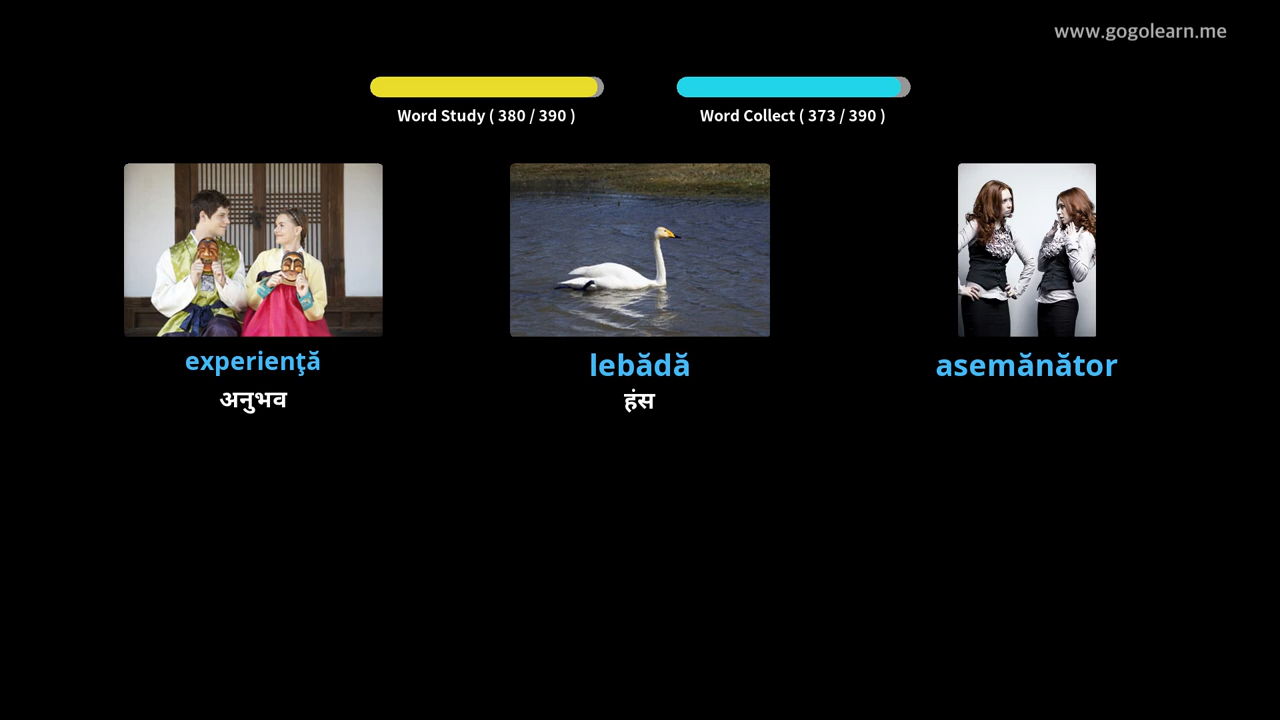 www.gogolearn.me
Word Study ( 380 / 390 )
Word Collect ( 373 / 390 )
experienţă
lebădă
asemănător
अनुभव
हंस